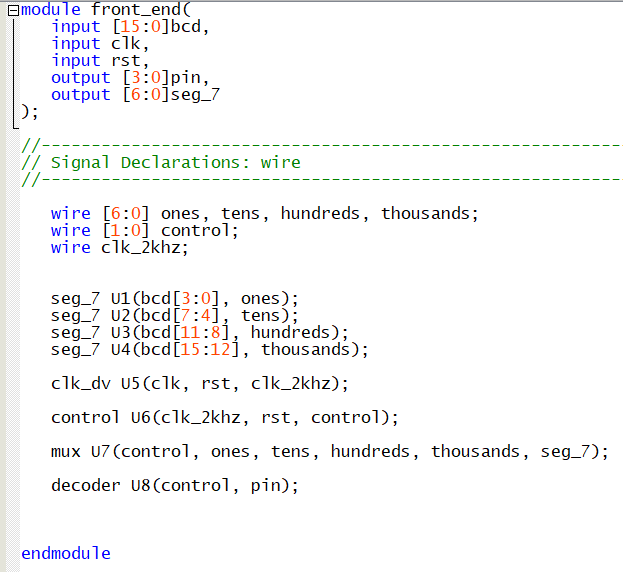 module front_end(
input [15:0]bcd,
input clk,
input rst,
output [3:0]pin,
output [6:0]seg_7
);
//----------------------------------------------------------
// Signal Declarations: wire
//----------------------------------------------------------
wire [6:0] ones, tens, hundreds, thousands;
wire [1:0] control;
wire clk_2khz;
seg_7 U1(bcd[3:0], ones);
seg_7 U2(bcd[7:4], tens);
seg_7 U3(bcd[11:8], hundreds);
seg_7 U4(bcd[15:12], thousands);
clk_dv U5(clk, rst, clk_2khz);
control U6(clk_2khz, rst, control);
mux U7(control, ones, tens, hundreds, thousands, seg_7);
decoder U8(control, pin);
endmodule